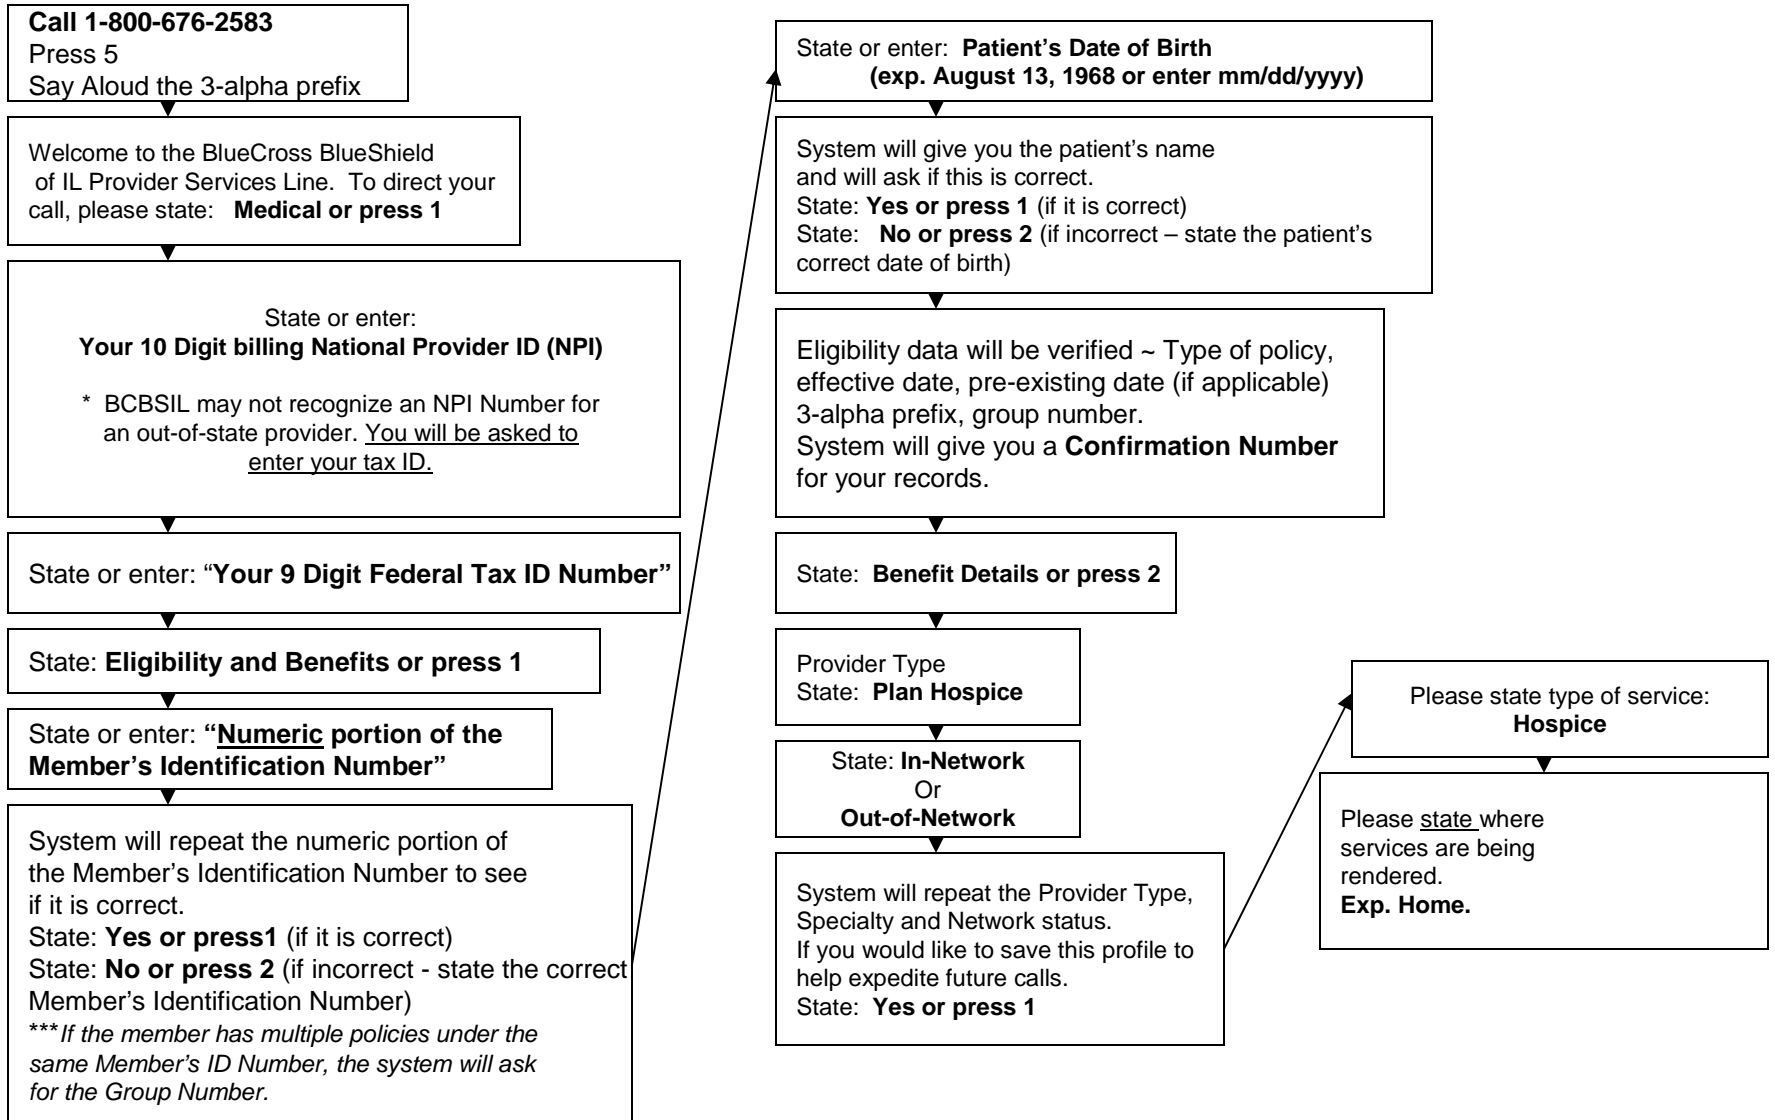 Call 1-800-676-2583
Press 5
Say Aloud the 3-alpha prefix
Welcome to the BlueCross BlueShield
of IL Provider Services Line. To direct your
call, please state: Medical or press 1
State or enter:
Your 10 Digit billing National Provider ID (NPI)
* BCBSIL may not recognize an NPI Number for
an out-of-state provider. You will be asked to
enter your tax ID.
State or enter: “Your 9 Digit Federal Tax ID Number”
State: Eligibility and Benefits or press 1
State or enter: “Numeric portion of the
Member’s Identification Number”
System will repeat the numeric portion of
the Member’s Identification Number to see
if it is correct.
State: Yes or press1 (if it is correct)
State: No or press 2 (if incorrect - state the correct
Member’s Identification Number)
***If the member has multiple policies under the
same Member’s ID Number, the system will ask
for the Group Number.
State or enter: Patient’s Date of Birth
(exp. August 13, 1968 or enter mm/dd/yyyy)
System will give you the patient’s name
and will ask if this is correct.
State: Yes or press 1 (if it is correct)
State: No or press 2 (if incorrect – state the patient’s
correct date of birth)
Eligibility data will be verified ~ Type of policy,
effective date, pre-existing date (if applicable)
3-alpha prefix, group number.
System will give you a Confirmation Number
for your records.
State: Benefit Details or press 2
Provider Type
State: Plan Hospice
State: In-Network
Or
Out-of-Network
System will repeat the Provider Type,
Specialty and Network status.
If you would like to save this profile to
help expedite future calls.
State: Yes or press 1
Please state type of service:
Hospice
Please state where
services are being
rendered.
Exp. Home.